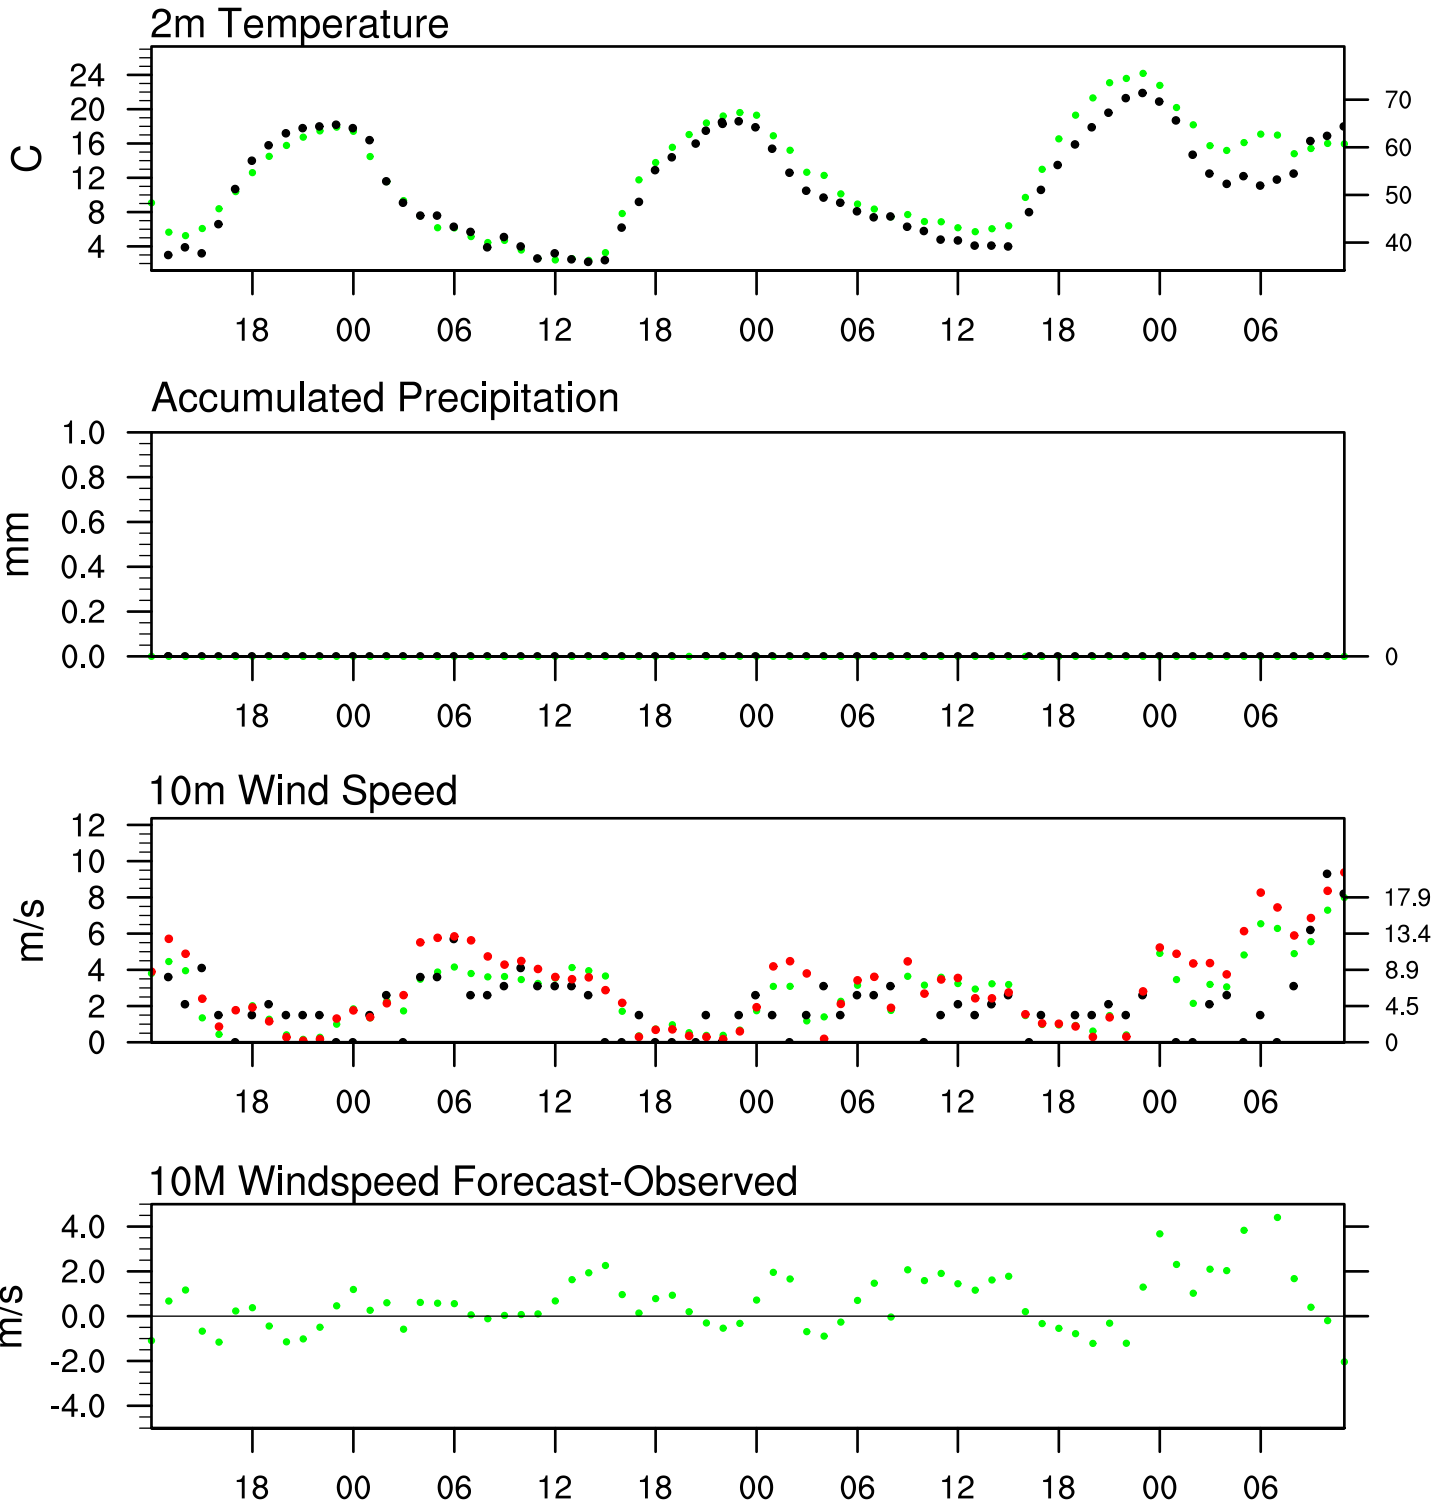 2m Temperature
24
20
16
12
8
4
C
70
60
50
40
18 00 06 12 18 00 06 12 18 00 06
Accumulated Precipitation
1.0
0.8
0.6
0.4
0.2
0.0
mm
0
18 00 06 12 18 00 06 12 18 00 06
10m Wind Speed
12
10
8
6
4
2
0
m/s
17.9
13.4
8.9
4.5
0
18 00 06 12 18 00 06 12 18 00 06
10M Windspeed Forecast-Observed
4.0
2.0
0.0
-2.0
-4.0
m/s
18 00 06 12 18 00 06 12 18 00 06